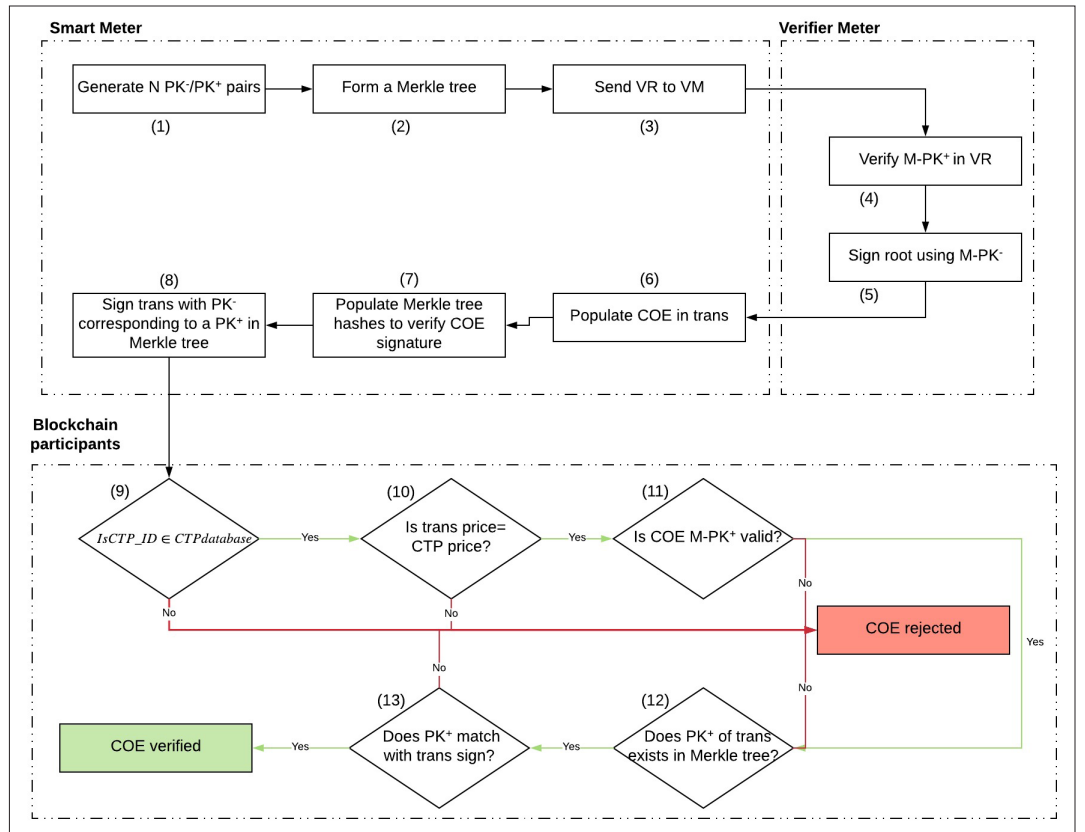 Smart Meter
Verifier Meter
Generate N PK⁻/PK⁺ pairs
Form a Merkle tree
Send VR to VM
(1)
(2)
(3)
Verify M-PK⁺ in VR
(4)
Sign root using M-PK⁻
(5)
(6)
Populate COE in trans
(7)
Populate Merkle tree
hashes to verify COE
signature
(8)
Sign trans with PK⁻
corresponding to a PK⁺ in
Merkle tree
Blockchain
participants
(9)
IsCTP_ID ∈ CTPdatabase
Yes
No
(10)
Is trans price=
CTP price?
Yes
No
(11)
Is COE M-PK⁺ valid?
No
Yes
COE rejected
No
(12)
Does PK⁺ of trans
exists in Merkle tree?
Yes
No
(13)
Does PK⁺ match
with trans sign?
Yes
COE verified